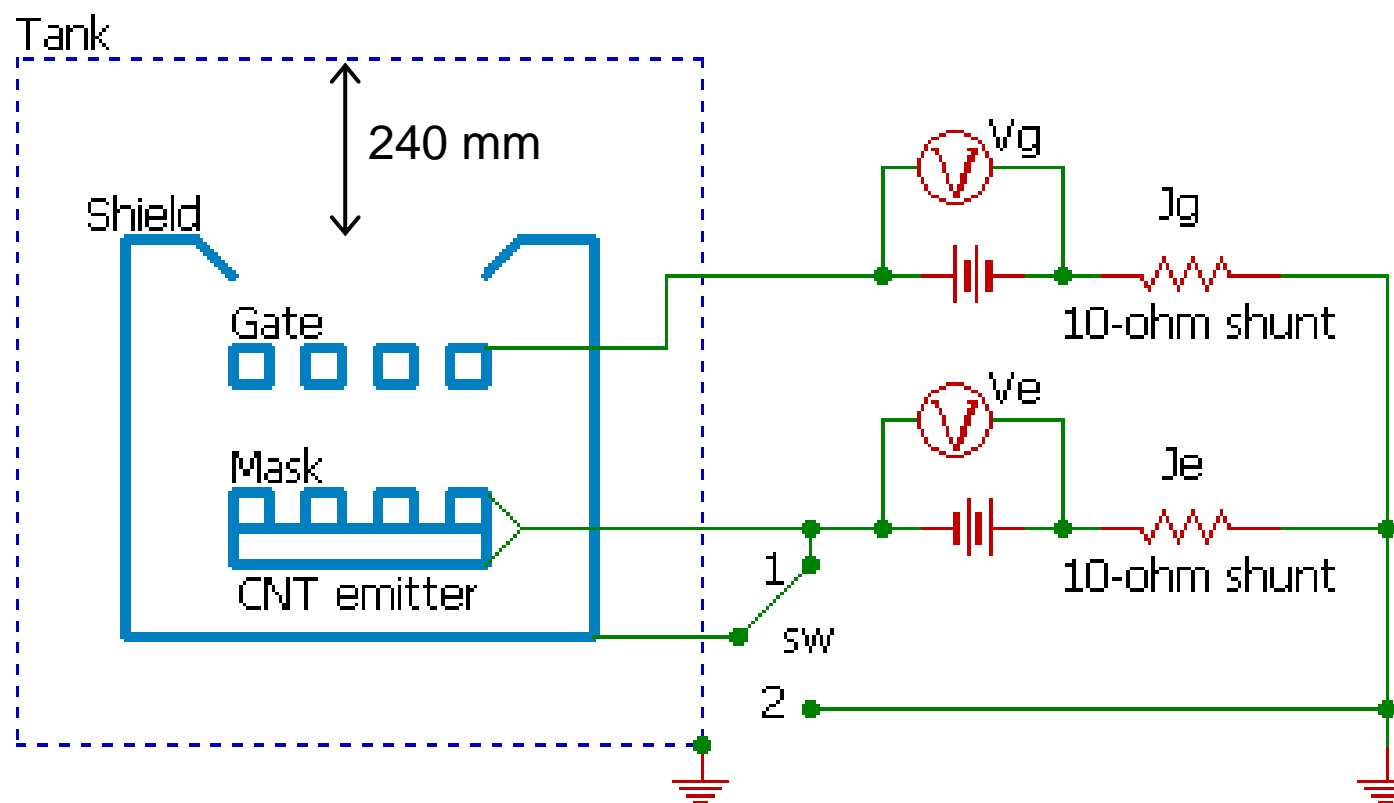 Tank
240 mm
Vg
Shield
Jg
Gate
10-ohm shunt
Ve
Mask
Je
1
10-ohm shunt
CNT emitter
sw
2